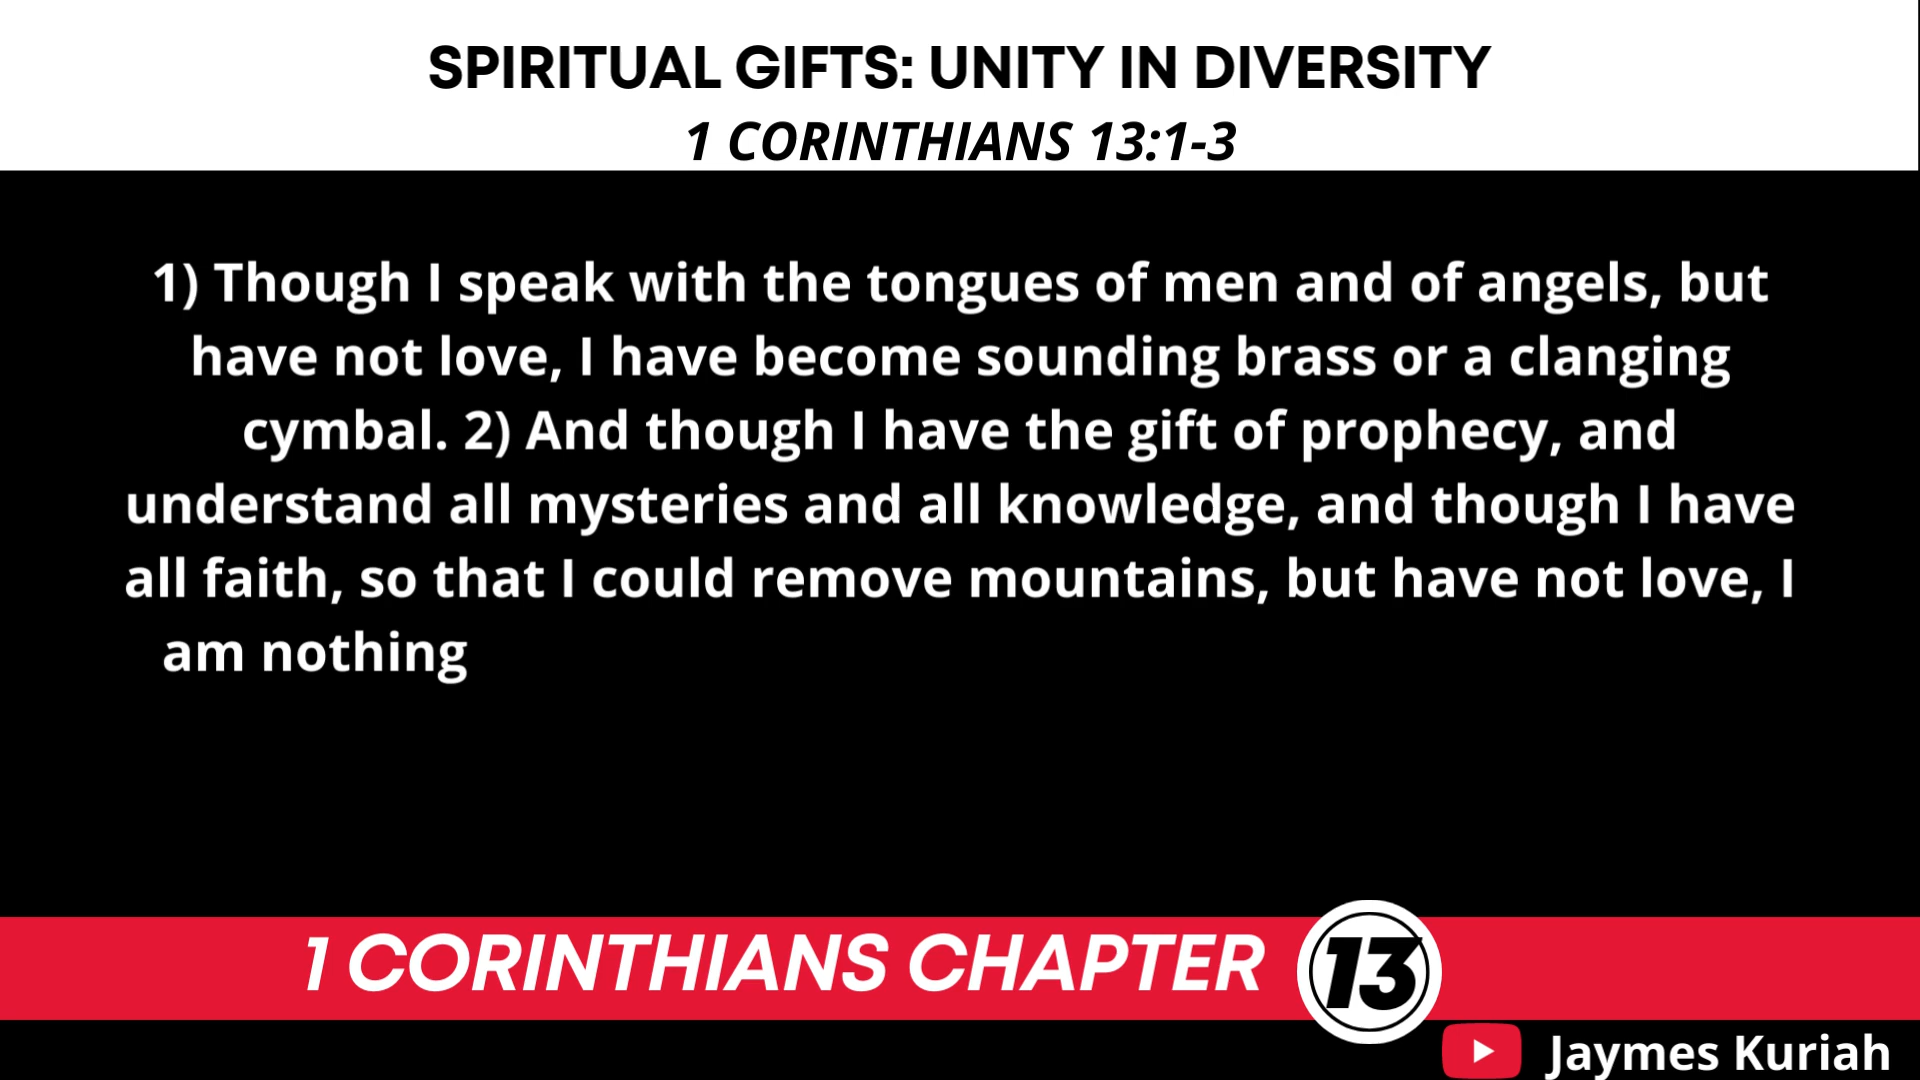 SPIRITUAL GIFTS: UNITY IN DIVERSITY
1 CORINTHIANS 13:1-3
1) Though I speak with the tongues of men and of angels, but
have not love, I have become sounding brass or a clanging
cymbal. 2) And though I have the gift of prophecy, and
understand all mysteries and all knowledge, and though I have
all faith, so that I could remove mountains, but have not love, I
am nothing
1 CORINTHIANS CHAPTER 13
Jaymes Kuriah